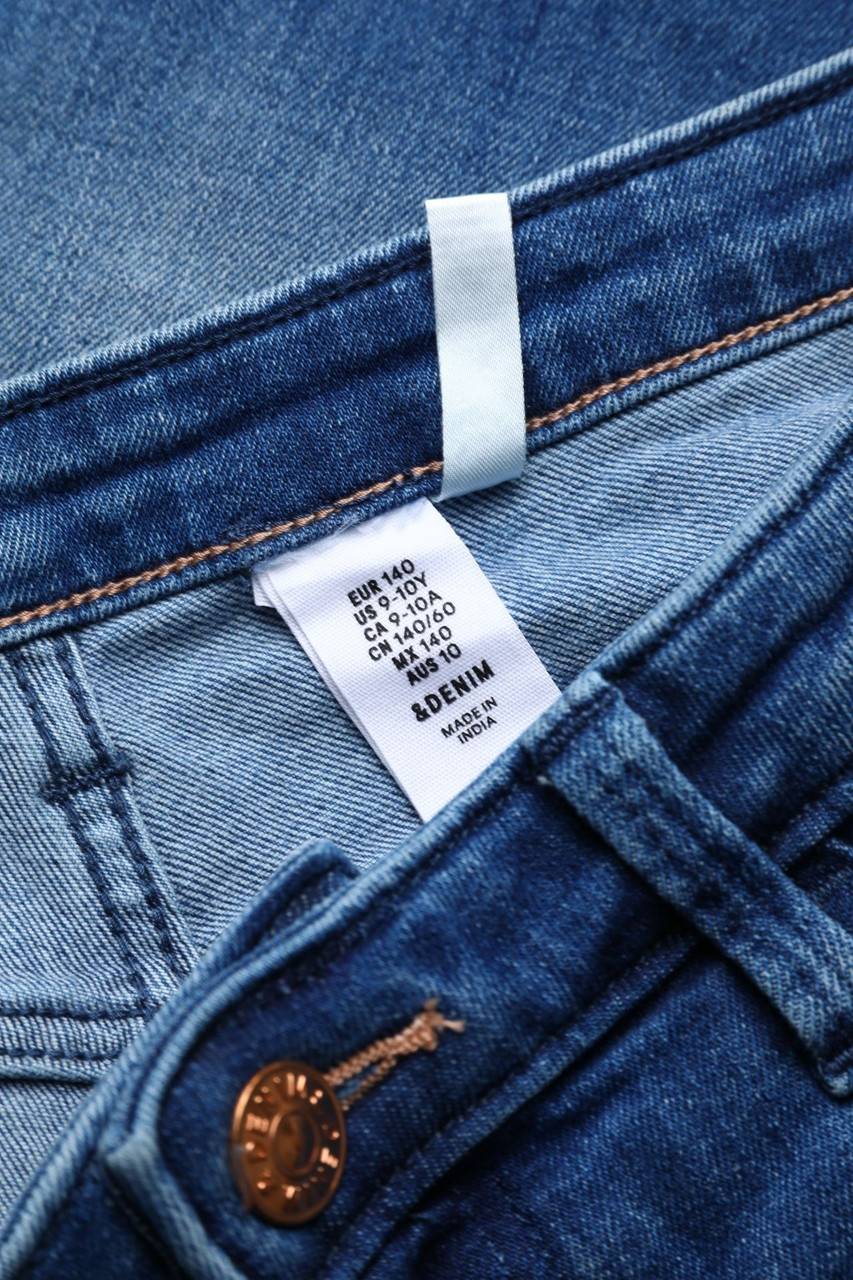 EUR 140
US 9-10Y
CA 9-10A
CN 140/60
MX 140
AUS 10
&DENIM
MADE IN
INDIA